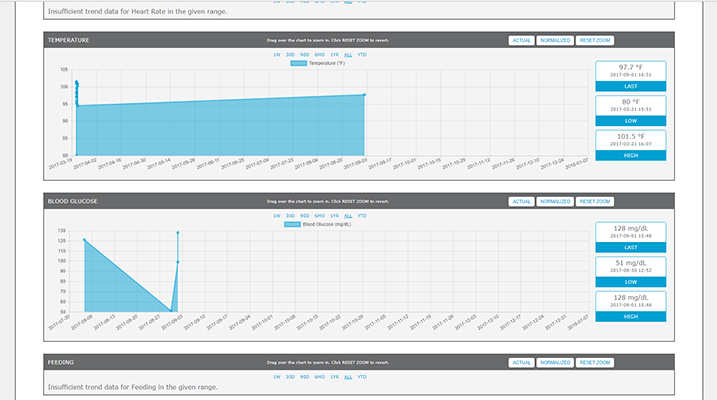 Insufficient trend data for Heart Rate in the given range.
TEMPERATURE
Drag over the chart to zoom in. Click RESET ZOOM to revert.
ACTUAL NORMALIZED RESET ZOOM
1W 30D 90D 6MO 1YR ALL YTD
Temperature (°F)
105
100
95
90
85
80
2017-03-19 2017-04-02 2017-04-16 2017-04-30 2017-05-14 2017-05-28 2017-06-11 2017-06-25 2017-07-09 2017-07-23 2017-08-06 2017-08-20 2017-09-03 2017-09-17 2017-10-01 2017-10-15 2017-10-29 2017-11-12 2017-11-26 2017-12-10 2017-12-24 2018-01-07
97.7 °F
2017-09-01 16:51
LAST
80 °F
2017-03-21 15:51
LOW
101.5 °F
2017-03-21 16:07
HIGH
BLOOD GLUCOSE
Drag over the chart to zoom in. Click RESET ZOOM to revert.
ACTUAL NORMALIZED RESET ZOOM
1W 30D 90D 6MO 1YR ALL YTD
Blood Glucose (mg/dL)
130
120
110
100
90
80
70
60
50
2017-07-30 2017-08-06 2017-08-13 2017-08-20 2017-08-27 2017-09-03 2017-09-10 2017-09-17 2017-09-24 2017-10-01 2017-10-08 2017-10-15 2017-10-22 2017-10-29 2017-11-05 2017-11-12 2017-11-19 2017-11-26 2017-12-03 2017-12-10 2017-12-17 2017-12-24 2017-12-31 2018-01-07
128 mg/dL
2017-09-01 15:48
LAST
51 mg/dL
2017-08-30 12:52
LOW
128 mg/dL
2017-09-01 15:48
HIGH
FEEDING
Drag over the chart to zoom in. Click RESET ZOOM to revert.
ACTUAL NORMALIZED RESET ZOOM
1W 30D 90D 6MO 1YR ALL YTD
Insufficient trend data for Feeding in the given range.